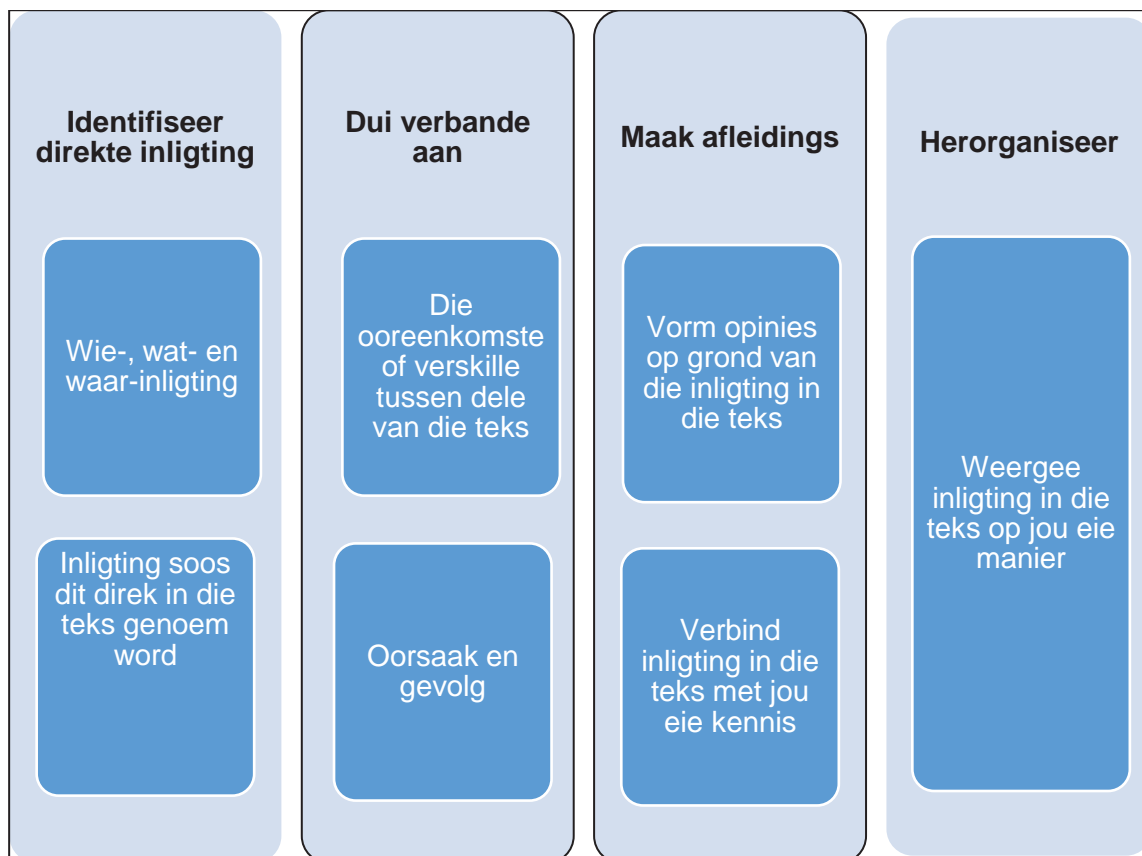 Identifiseer
direkte inligting
Wie-, wat- en
waar-inligting
Inligting soos
dit direk in die
teks genoem
word
Dui verbande
aan
Die
ooreenkomste
of verskille
tussen dele
van die teks
Oorsaak en
gevolg
Maak afleidings
Vorm opinies
op grond van
die inligting in
die teks
Verbind
inligting in die
teks met jou
eie kennis
Herorganiseer
Weergee
inligting in die
teks op jou eie
manier